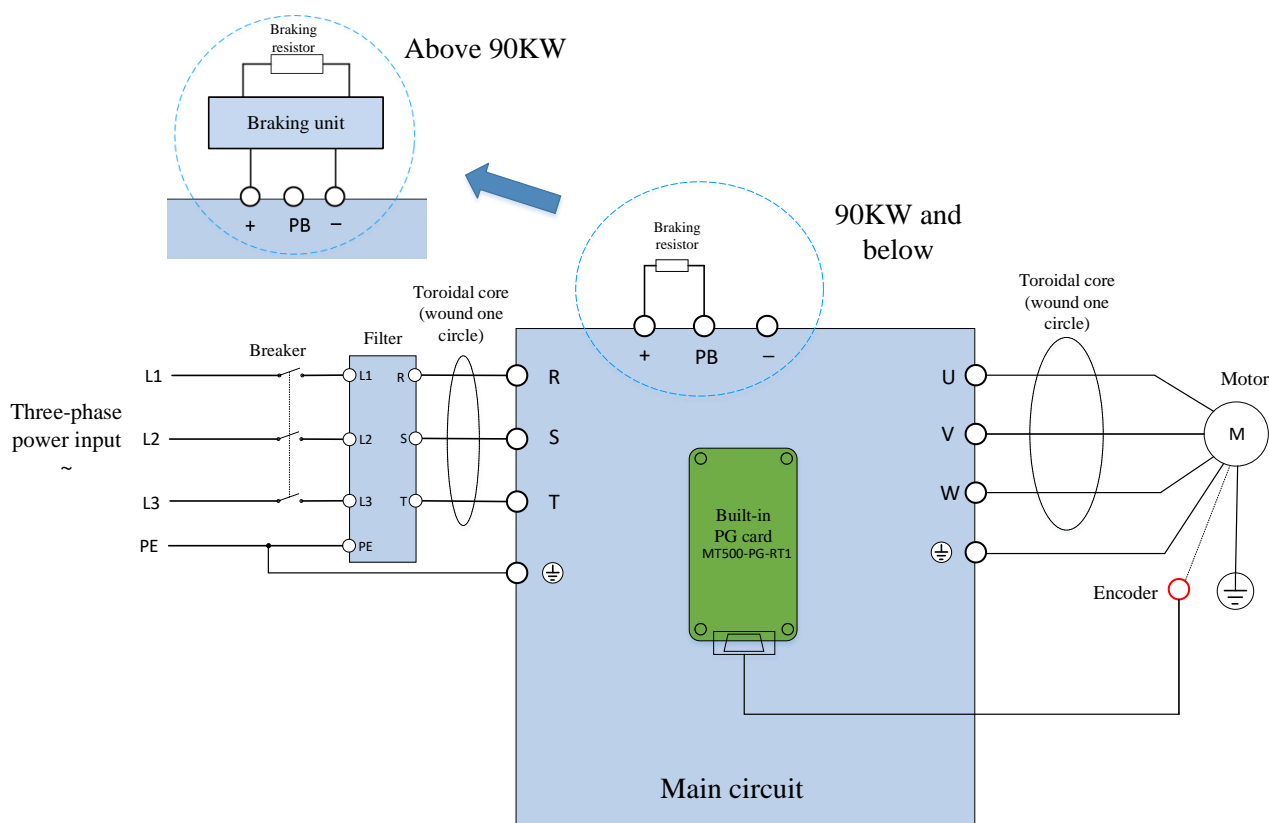 Braking
resistor
Above 90KW
Braking unit
+ PB −
Braking
resistor
90KW and
below
+ PB −
Toroidal core
(wound one
circle)
Toroidal core
(wound one
circle)
Breaker
Filter
Three-phase
power input
~
L1
L2
L3
PE
L1
L2
L3
PE
R
S
T
R
S
T
U
V
W
Motor
M
Built-in
PG card
MT500-PG-RT1
Encoder
Main circuit